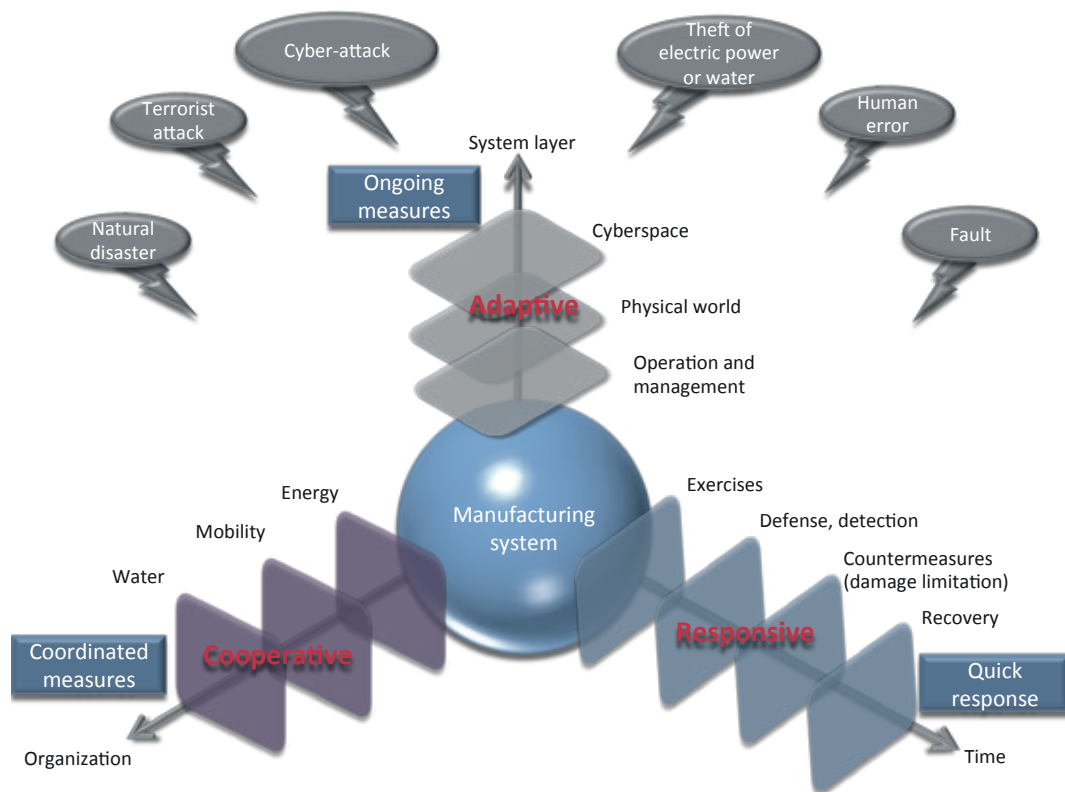 Cyber-attack
Theft of
electric power
or water
Terrorist
attack
Human
error
System layer
Ongoing
measures
Natural
disaster
Cyberspace
Fault
Adaptive
Physical world
Operation and
management
Energy
Exercises
Manufacturing
system
Mobility
Defense, detection
Water
Countermeasures
(damage limitation)
Recovery
Coordinated
measures
Cooperative
Responsive
Quick
response
Organization
Time